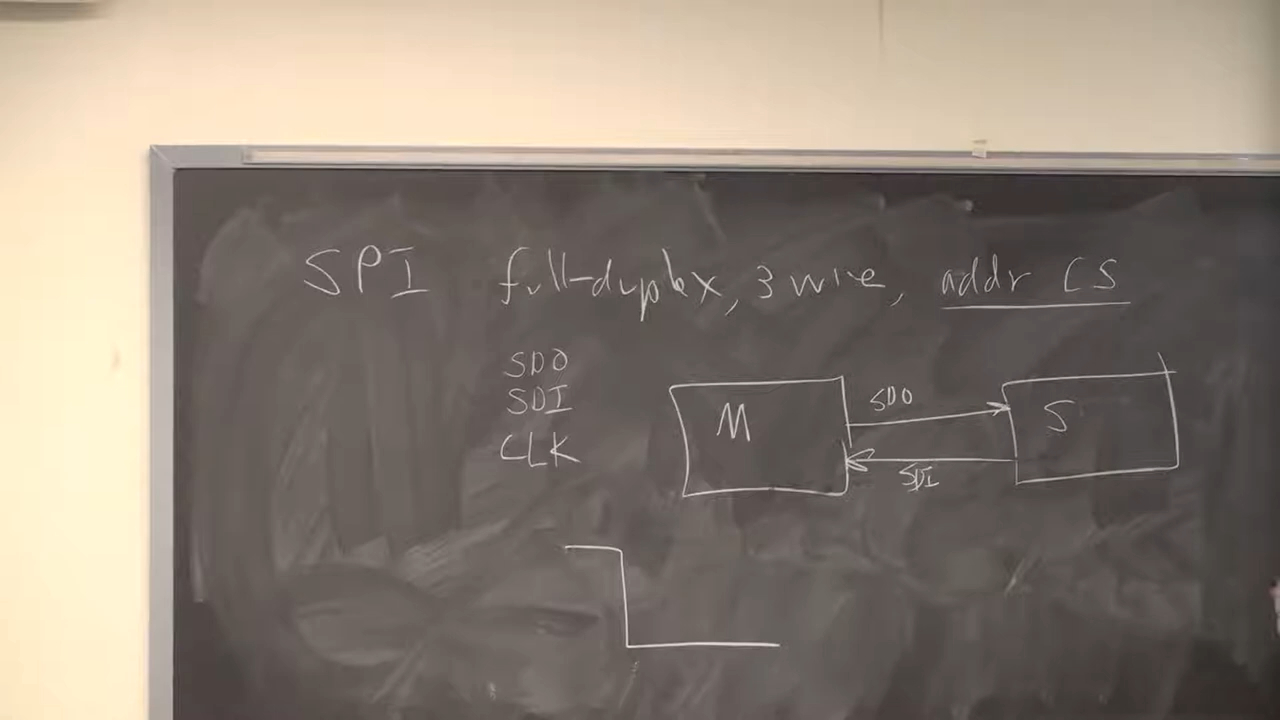 SPI full-duplex, 3 wire, addr CS
SDO
SDI
CLK
M
SDO
SDI
S